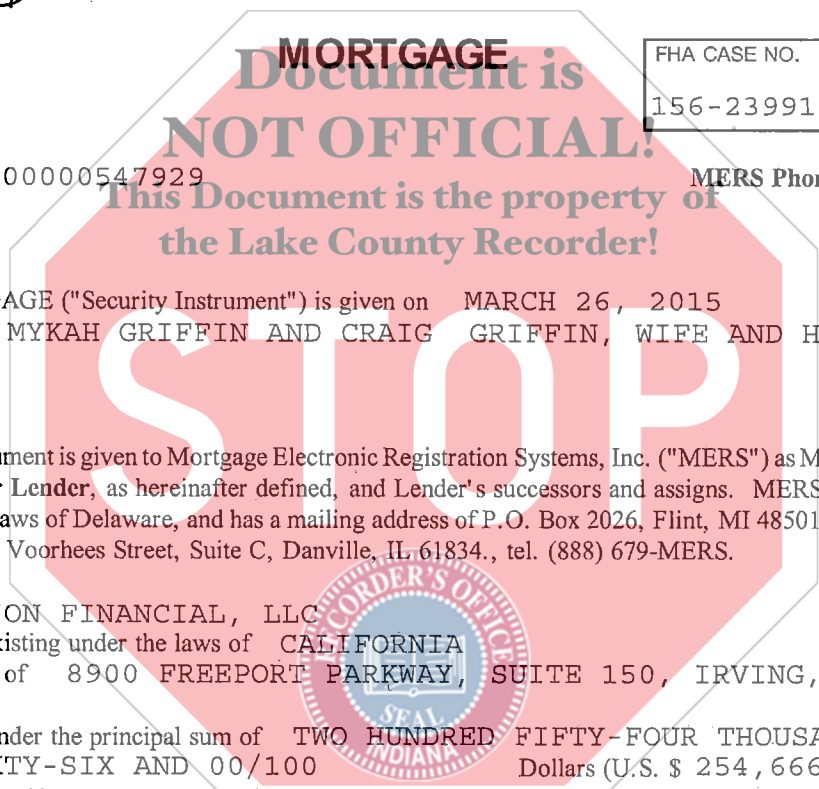 MORTGAGE
FHA CASE NO.
156-23991
Document is
NOT OFFICIAL!
This Document is the property of
the Lake County Recorder!
00000547929
MERS Phon
AGE ("Security Instrument") is given on MARCH 26, 2015
MYKAH GRIFFIN AND CRAIG GRIFFIN, WIFE AND H
STOP
ument is given to Mortgage Electronic Registration Systems, Inc. ("MERS") as M
r Lender, as hereinafter defined, and Lender's successors and assigns. MERS
aws of Delaware, and has a mailing address of P.O. Box 2026, Flint, MI 48501
Voorhees Street, Suite C, Danville, IL 61834., tel. (888) 679-MERS.
ON FINANCIAL, LLC
xisting under the laws of CALIFORNIA
of 8900 FREEPORT PARKWAY, SUITE 150, IRVING,
nder the principal sum of TWO HUNDRED FIFTY-FOUR THOUSA
TY-SIX AND 00/100 Dollars (U.S. $ 254,666
RECORDER'S OFFICE
SEAL
INDIANA